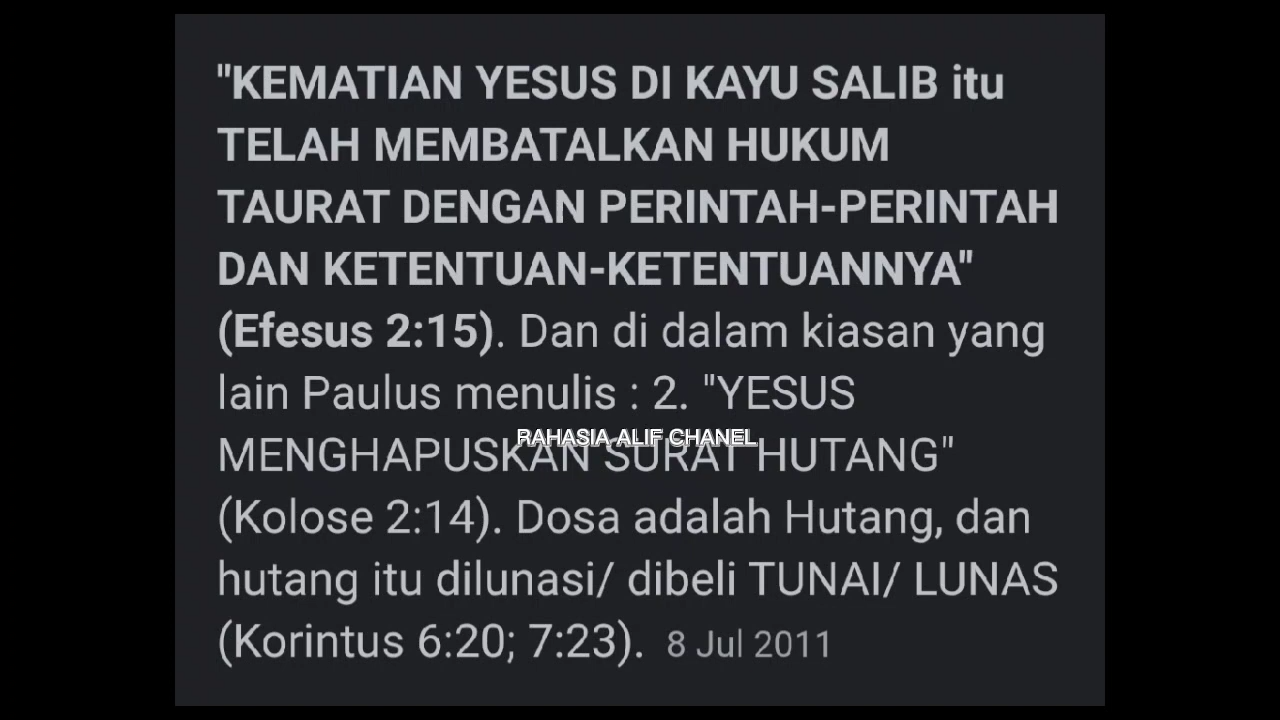 "KEMATIAN YESUS DI KAYU SALIB itu
TELAH MEMBATALKAN HUKUM
TAURAT DENGAN PERINTAH-PERINTAH
DAN KETENTUAN-KETENTUANNYA"
(Efesus 2:15). Dan di dalam kiasan yang
lain Paulus menulis : 2. "YESUS
RAHASIA ALIF CHANEL
MENGHAPUSKAN SURAT HUTANG"
(Kolose 2:14). Dosa adalah Hutang, dan
hutang itu dilunasi/ dibeli TUNAI/ LUNAS
(Korintus 6:20; 7:23). 8 Jul 2011